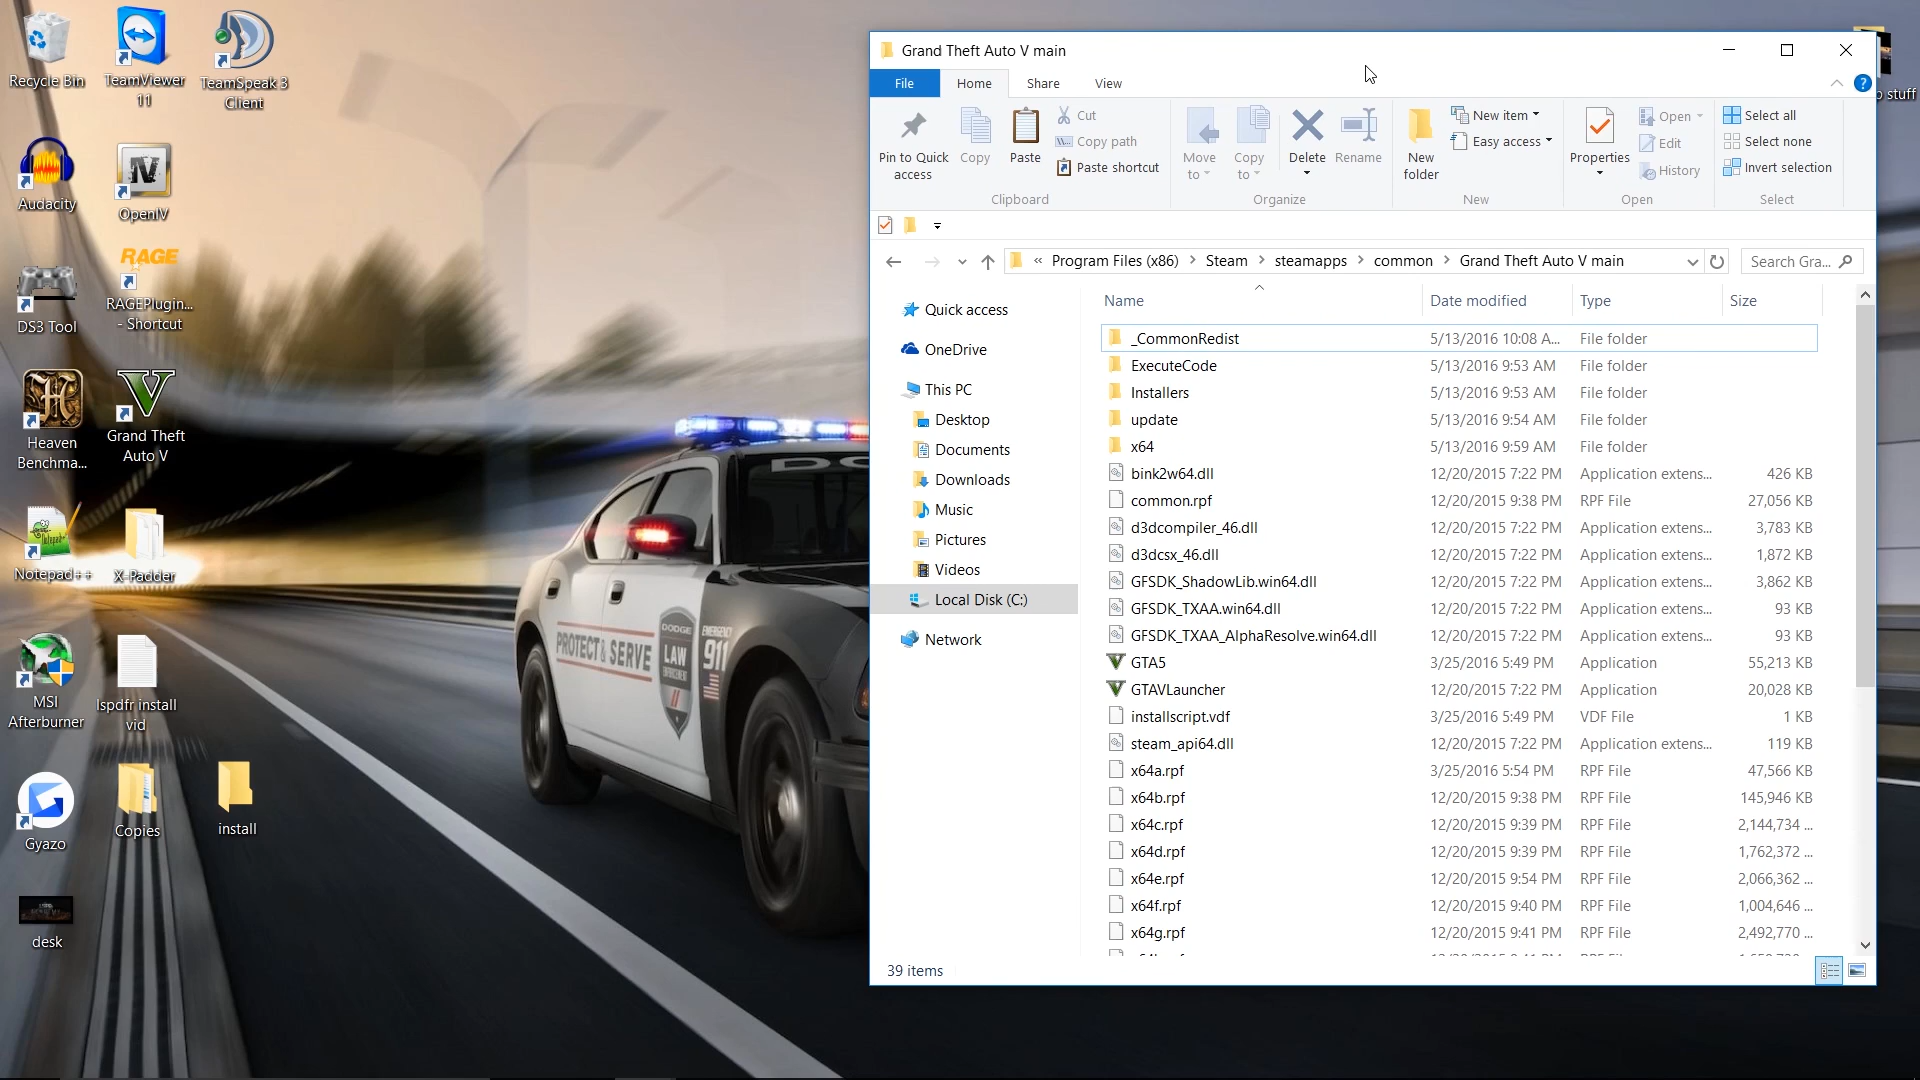 Recycle Bin
TeamViewer
11
TeamSpeak 3
Client
Audacity
IV
OpenIV
DS3 Tool
RAGE
RAGEPlugin...
- Shortcut
H
Heaven
Benchma...
V
Grand Theft
Auto V
Notepad++
X-Padder
MSI
Afterburner
lspdfr install
vid
Gyazo
Copies
install
desk
DO
PROTECT & SERVE
DODGE
LAW
ENFORCEMENT
EMERGENCY
911
Grand Theft Auto V main
File
Home
Share
View
Pin to Quick
access
Copy
Paste
Cut
Copy path
Paste shortcut
Clipboard
Move
to
Copy
to
Delete
Rename
Organize
New
folder
New item
Easy access
New
Properties
Open
Edit
History
Open
Select all
Select none
Invert selection
Select
« Program Files (x86) > Steam > steamapps > common > Grand Theft Auto V main
Search Gra...
Quick access
OneDrive
This PC
Desktop
Documents
Downloads
Music
Pictures
Videos
Local Disk (C:)
Network
Name Date modified Type Size
_CommonRedist 5/13/2016 10:08 A... File folder
ExecuteCode 5/13/2016 9:53 AM File folder
Installers 5/13/2016 9:53 AM File folder
update 5/13/2016 9:54 AM File folder
x64 5/13/2016 9:59 AM File folder
bink2w64.dll 12/20/2015 7:22 PM Application extens... 426 KB
common.rpf 12/20/2015 9:38 PM RPF File 27,056 KB
d3dcompiler_46.dll 12/20/2015 7:22 PM Application extens... 3,783 KB
d3dcsx_46.dll 12/20/2015 7:22 PM Application extens... 1,872 KB
GFSDK_ShadowLib.win64.dll 12/20/2015 7:22 PM Application extens... 3,862 KB
GFSDK_TXAA.win64.dll 12/20/2015 7:22 PM Application extens... 93 KB
GFSDK_TXAA_AlphaResolve.win64.dll 12/20/2015 7:22 PM Application extens... 93 KB
GTA5 3/25/2016 5:49 PM Application 55,213 KB
GTAVLauncher 12/20/2015 7:22 PM Application 20,028 KB
installscript.vdf 3/25/2016 5:49 PM VDF File 1 KB
steam_api64.dll 12/20/2015 7:22 PM Application extens... 119 KB
x64a.rpf 3/25/2016 5:54 PM RPF File 47,566 KB
x64b.rpf 12/20/2015 9:38 PM RPF File 145,946 KB
x64c.rpf 12/20/2015 9:39 PM RPF File 2,144,734 ...
x64d.rpf 12/20/2015 9:39 PM RPF File 1,762,372 ...
x64e.rpf 12/20/2015 9:54 PM RPF File 2,066,362 ...
x64f.rpf 12/20/2015 9:40 PM RPF File 1,004,646 ...
x64g.rpf 12/20/2015 9:41 PM RPF File 2,492,770 ...
39 items
stuff